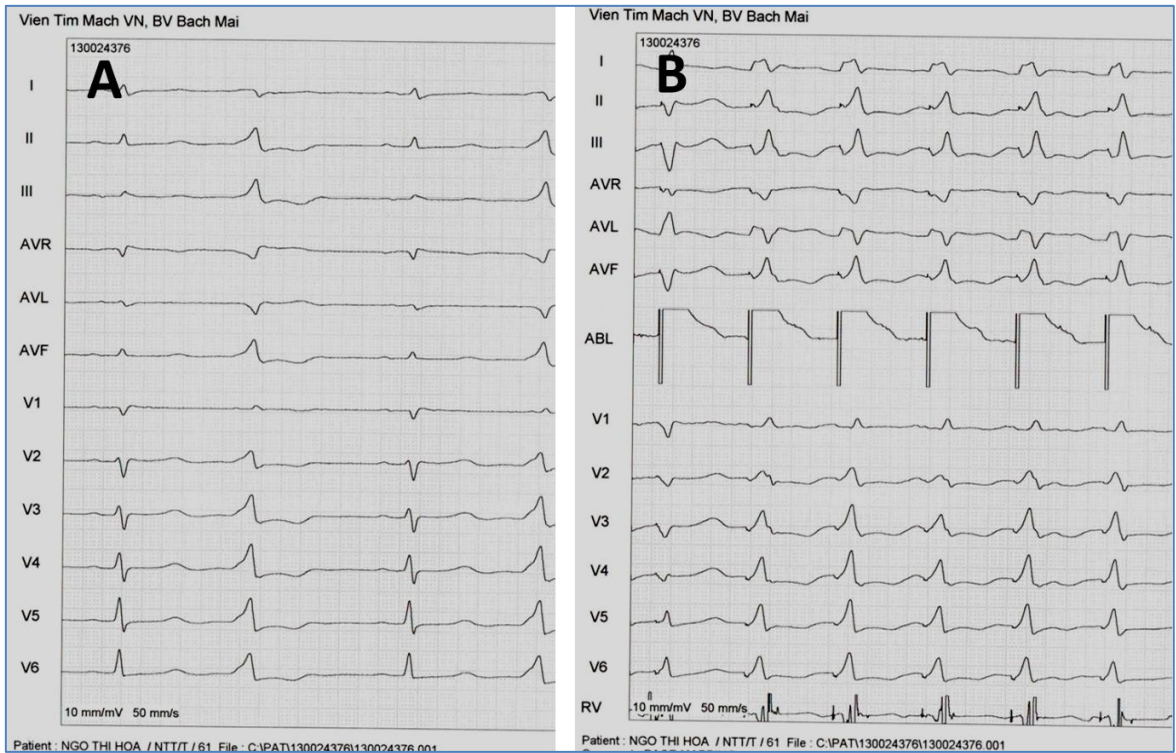 Vien Tim Mach VN, BV Bach Mai
130024376
A
I
II
III
AVR
AVL
AVF
V1
V2
V3
V4
V5
V6
10 mm/mV 50 mm/s
Patient : NGO THI HOA / NTT/T / 61 File : C:\PAT\130024376\130024376.001
Vien Tim Mach VN, BV Bach Mai
130024376
B
I
II
III
AVR
AVL
AVF
ABL
V1
V2
V3
V4
V5
V6
RV
10 mm/mV 50 mm/s
Patient : NGO THI HOA / NTT/T / 61 File : C:\PAT\130024376\130024376.001